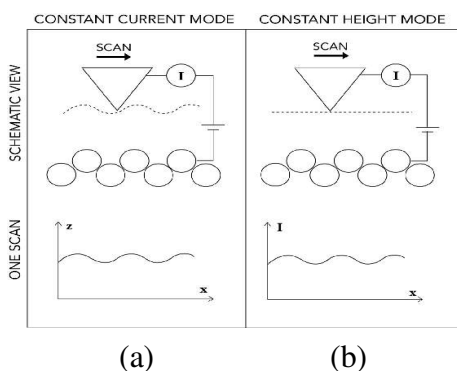 CONSTANT CURRENT MODE
CONSTANT HEIGHT MODE
SCHEMATIC VIEW
SCAN
I
SCAN
I
ONE SCAN
z
x
I
x
(a)
(b)